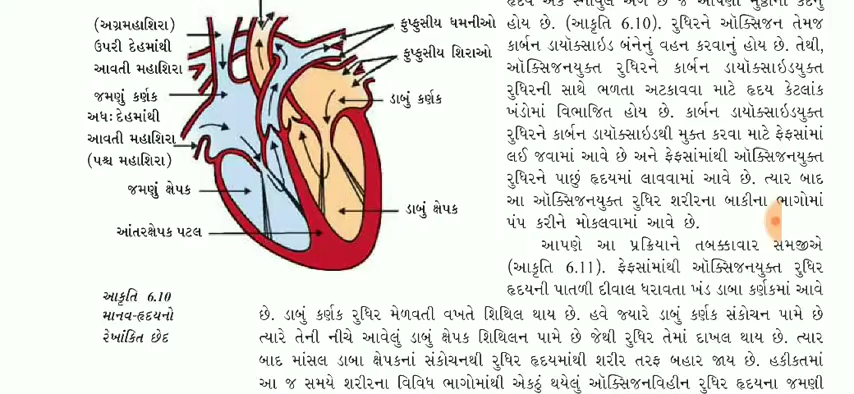 (અગ્રમહાશિરા)
ઉપરી દેહમાંથી
આવતી મહાશિરા
જમણું કર્ણક
અધઃ દેહમાંથી
આવતી મહાશિરા
(પશ્ચ મહાશિરા)
જમણું ક્ષેપક
આંતરક્ષેપક પટલ
ફુપ્ફુસીય ધમનીઓ
ફુપ્ફુસીય શિરાઓ
ડાબું કર્ણક
ડાબું ક્ષેપક
આકૃતિ 6.10
માનવ-હૃદયનો
રેખાંકિત છેદ
હોય છે. (આકૃતિ 6.10). રુધિરને ઑક્સિજન તેમજ
કાર્બન ડાયૉક્સાઇડ બંનેનું વહન કરવાનું હોય છે. તેથી,
ઑક્સિજનયુક્ત રુધિરને કાર્બન ડાયૉક્સાઇડયુક્ત
રુધિરની સાથે ભળતા અટકાવવા માટે હૃદય કેટલાંક
ખંડોમાં વિભાજિત હોય છે. કાર્બન ડાયૉક્સાઇડયુક્ત
રુધિરને કાર્બન ડાયૉક્સાઇડથી મુક્ત કરવા માટે ફેફસાંમાં
લઈ જવામાં આવે છે અને ફેફસાંમાંથી ઑક્સિજનયુક્ત
રુધિરને પાછું હૃદયમાં લાવવામાં આવે છે. ત્યાર બાદ
આ ઑક્સિજનયુક્ત રુધિર શરીરના બાકીના ભાગોમાં
પંપ કરીને મોકલવામાં આવે છે.
આપણે આ પ્રક્રિયાને તબક્કાવાર સમજીએ
(આકૃતિ 6.11). ફેફસાંમાંથી ઑક્સિજનયુક્ત રુધિર
હૃદયની પાતળી દીવાલ ધરાવતા ખંડ ડાબા કર્ણકમાં આવે
છે. ડાબું કર્ણક રુધિર મેળવતી વખતે શિથિલ થાય છે. હવે જ્યારે ડાબું કર્ણક સંકોચન પામે છે
ત્યારે તેની નીચે આવેલું ડાબું ક્ષેપક શિથિલન પામે છે જેથી રુધિર તેમાં દાખલ થાય છે. ત્યાર
બાદ માંસલ ડાબા ક્ષેપકનાં સંકોચનથી રુધિર હૃદયમાંથી શરીર તરફ બહાર જાય છે. હકીકતમાં
આ જ સમયે શરીરના વિવિધ ભાગોમાંથી એકઠું થયેલું ઑક્સિજનવિહીન રુધિર હૃદયના જમણી